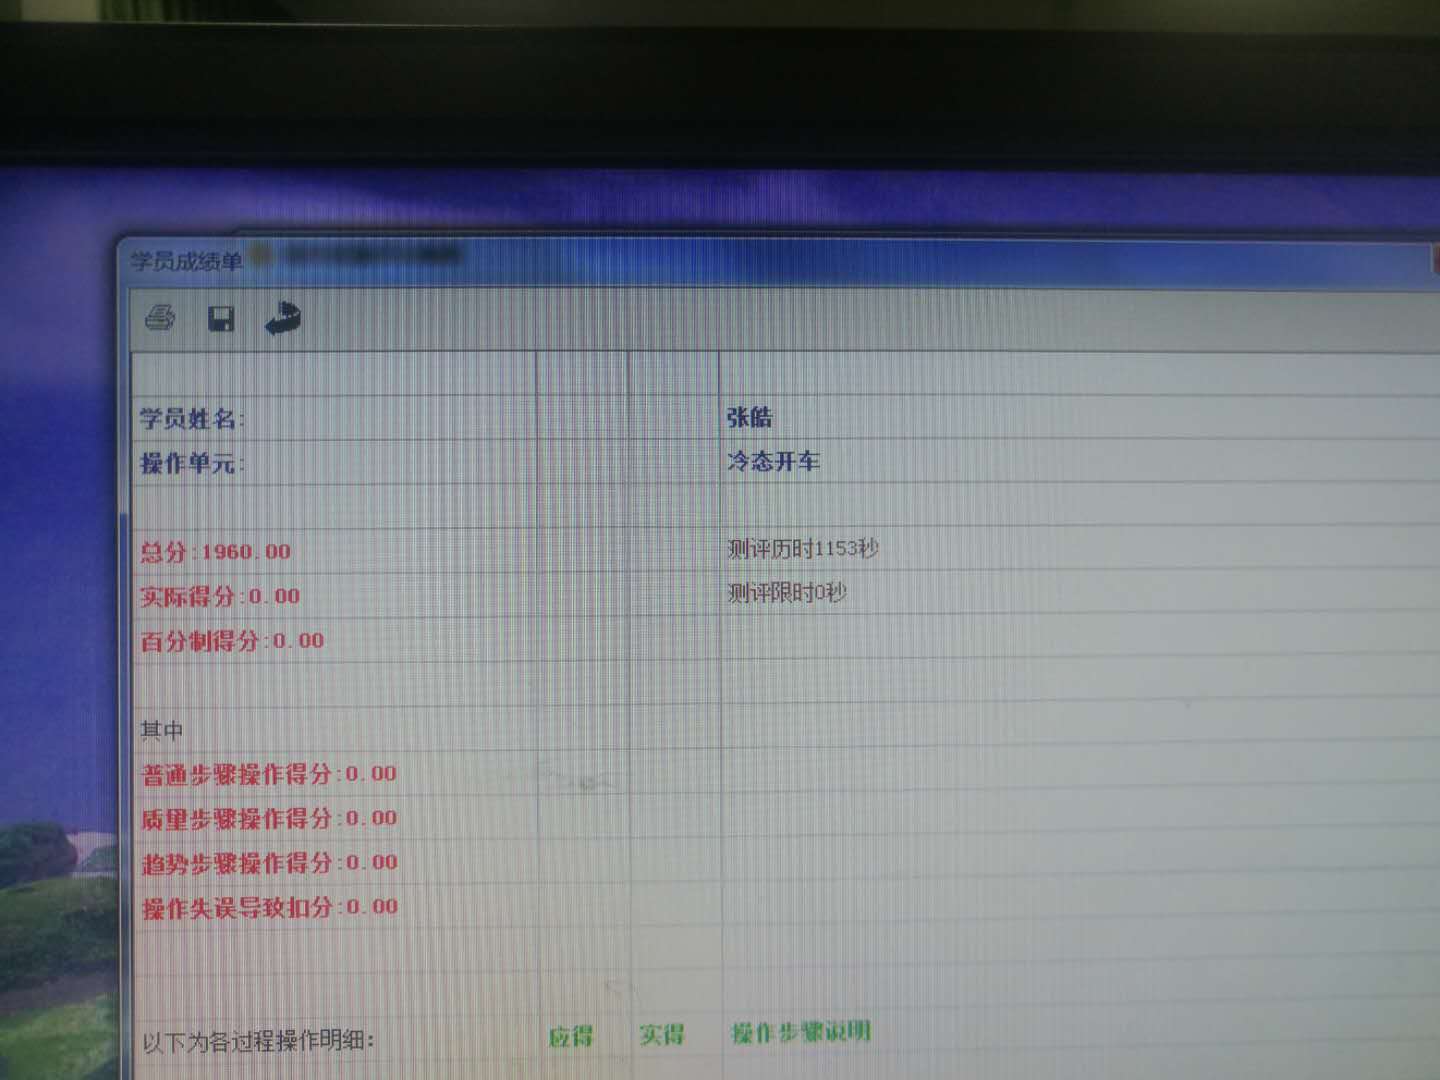 学员成绩单
学员姓名:
张皓
操作单元:
冷态开车
总分:1960.00
测评历时1153秒
实际得分:0.00
测评限时0秒
百分制得分:0.00
其中
普通步骤操作得分:0.00
质量步骤操作得分:0.00
趋势步骤操作得分:0.00
操作失误导致扣分:0.00
以下为各过程操作明细:
应得
实得
操作步骤说明